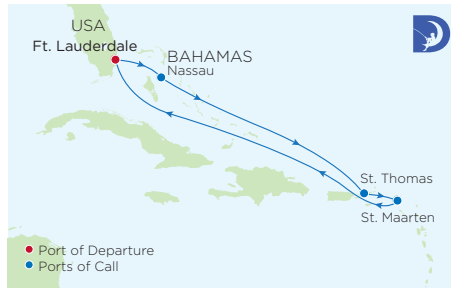 USA
Ft. Lauderdale
BAHAMAS
Nassau
St. Thomas
St. Maarten
Port of Departure
Ports of Call